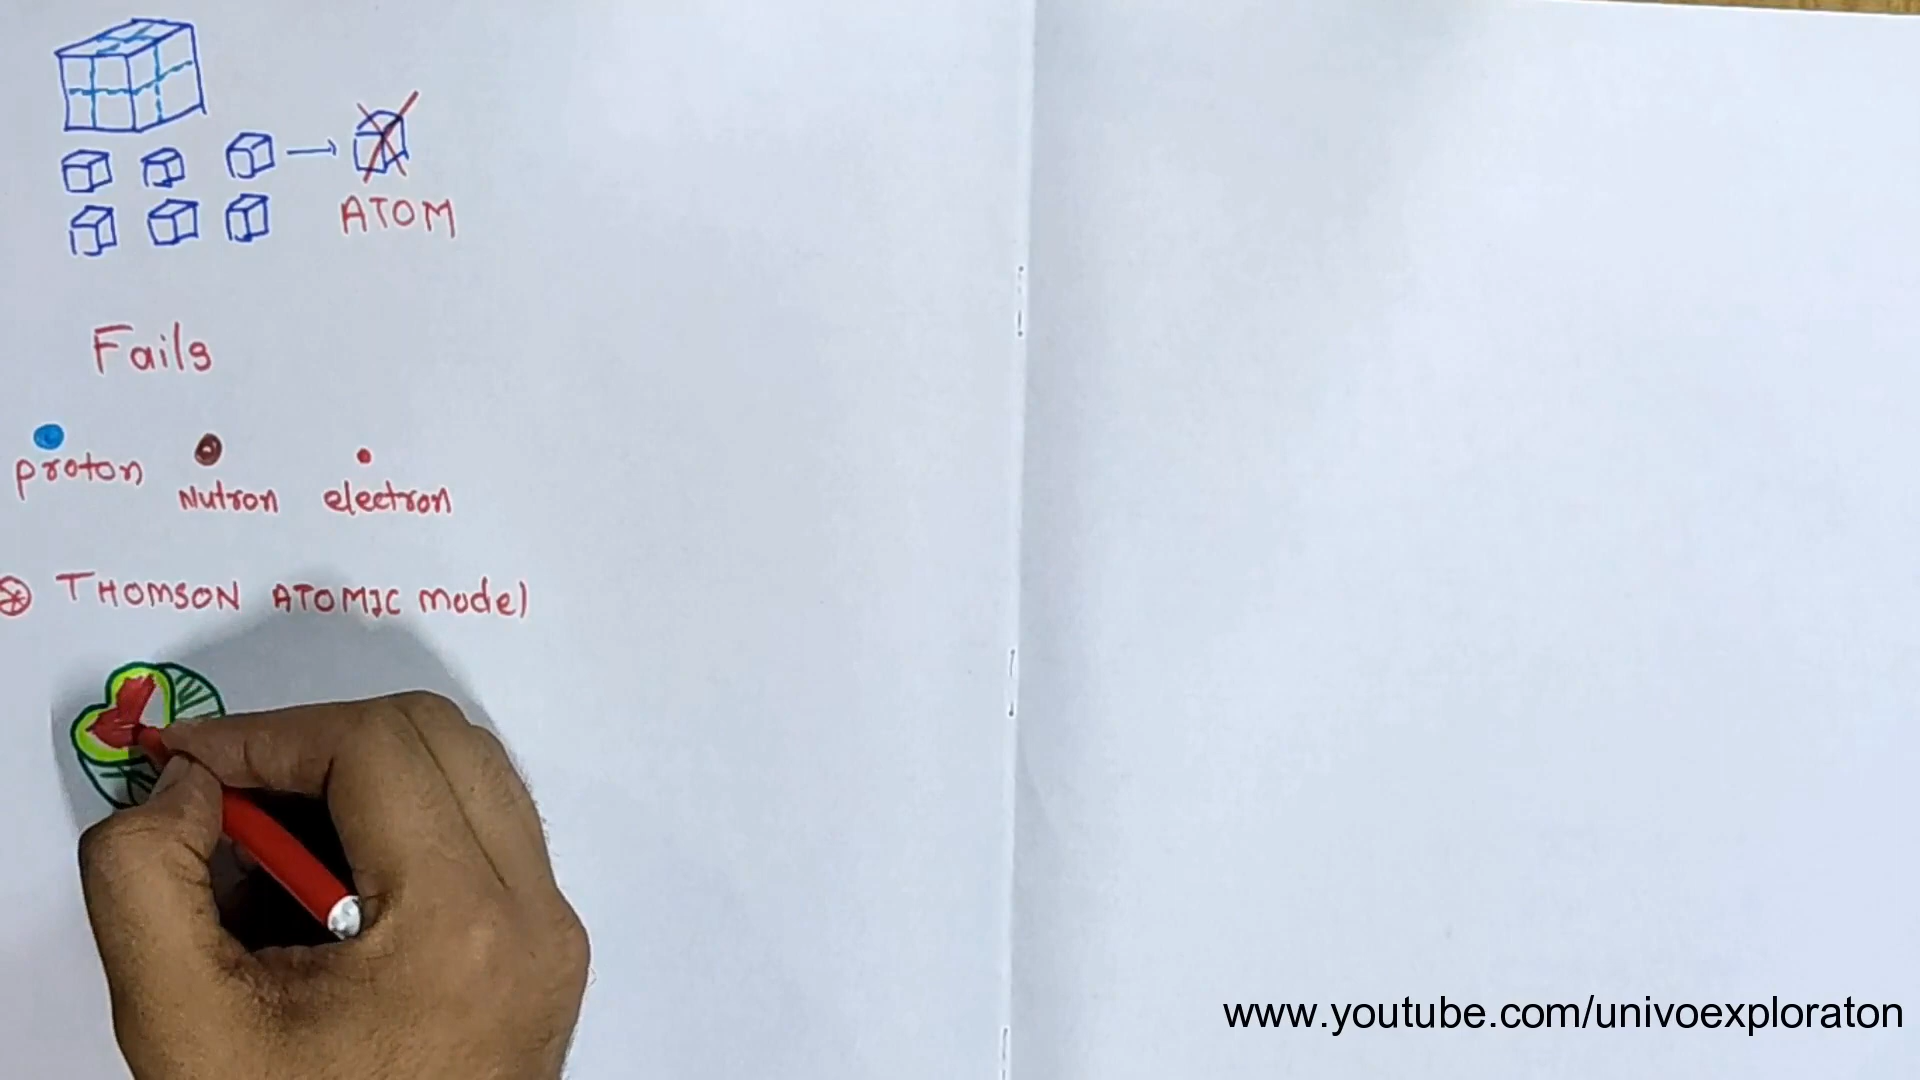 ATOM
Fails
proton
Nutron
electron
THOMSON ATOMIC model
www.youtube.com/univoexploraton